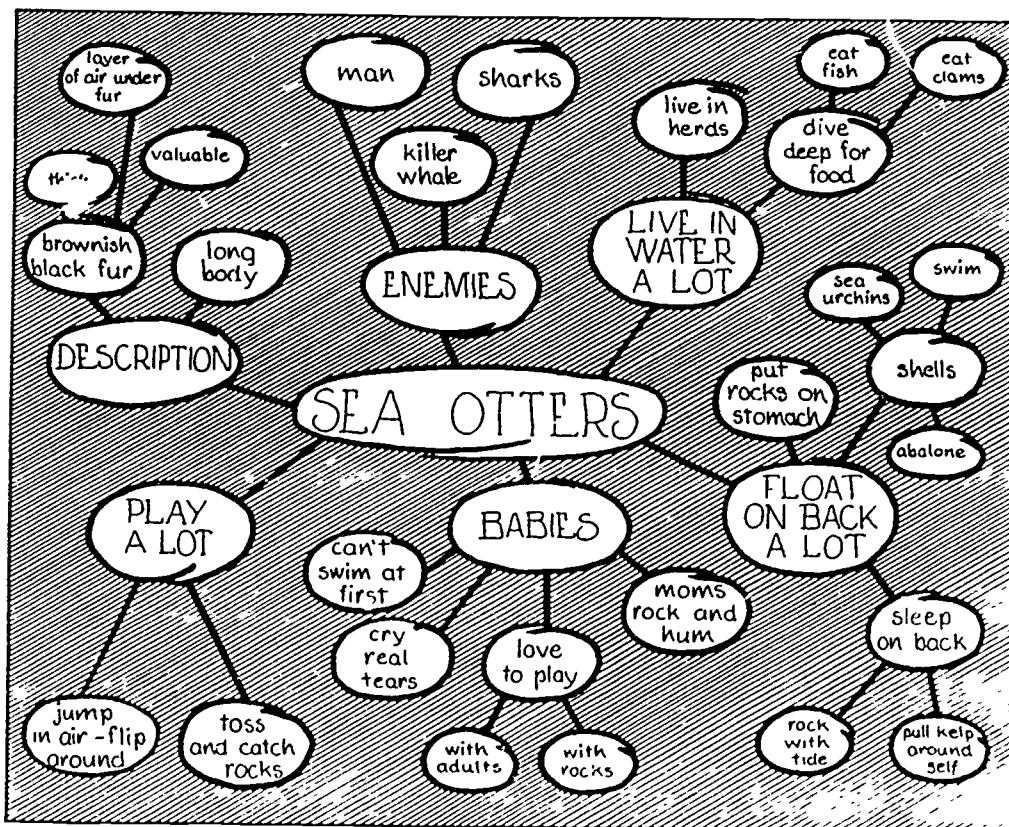 layer
of air under
fur
valuable
brownish
black fur
long
body
DESCRIPTION
man
sharks
killer
whale
ENEMIES
live in
herds
eat
fish
eat
clams
dive
deep for
food
LIVE IN
WATER
A LOT
SEA OTTERS
sea
urchins
swim
shells
abalone
put
rocks on
stomach
FLOAT
ON BACK
A LOT
sleep
on back
rock
with
tide
pull kelp
around
self
PLAY
A LOT
jump
in air - flip
around
toss
and catch
rocks
BABIES
can't
swim at
first
cry
real
tears
love
to play
with
adults
with
rocks
moms
rock and
hum